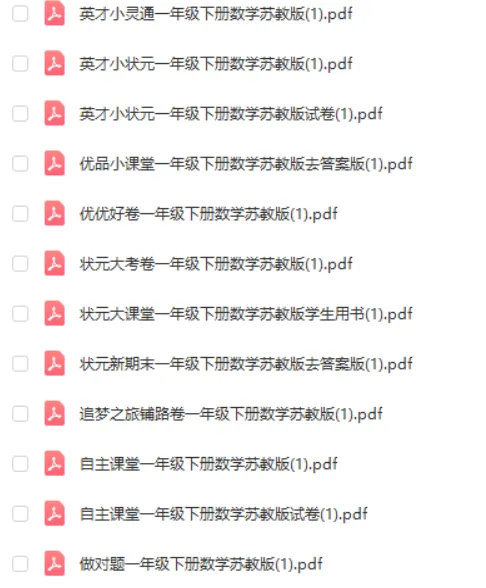 英才小灵通一年级下册数学苏教版(1).pdf
英才小状元一年级下册数学苏教版(1).pdf
英才小状元一年级下册数学苏教版试卷(1).pdf
优品小课堂一年级下册数学苏教版去答案版(1).pdf
优优好卷一年级下册数学苏教版(1).pdf
状元大考卷一年级下册数学苏教版(1).pdf
状元大课堂一年级下册数学苏教版学生用书(1).pdf
状元新期末一年级下册数学苏教版去答案版(1).pdf
追梦之旅铺路卷一年级下册数学苏教版(1).pdf
自主课堂一年级下册数学苏教版(1).pdf
自主课堂一年级下册数学苏教版试卷(1).pdf
做对题一年级下册数学苏教版(1).pdf